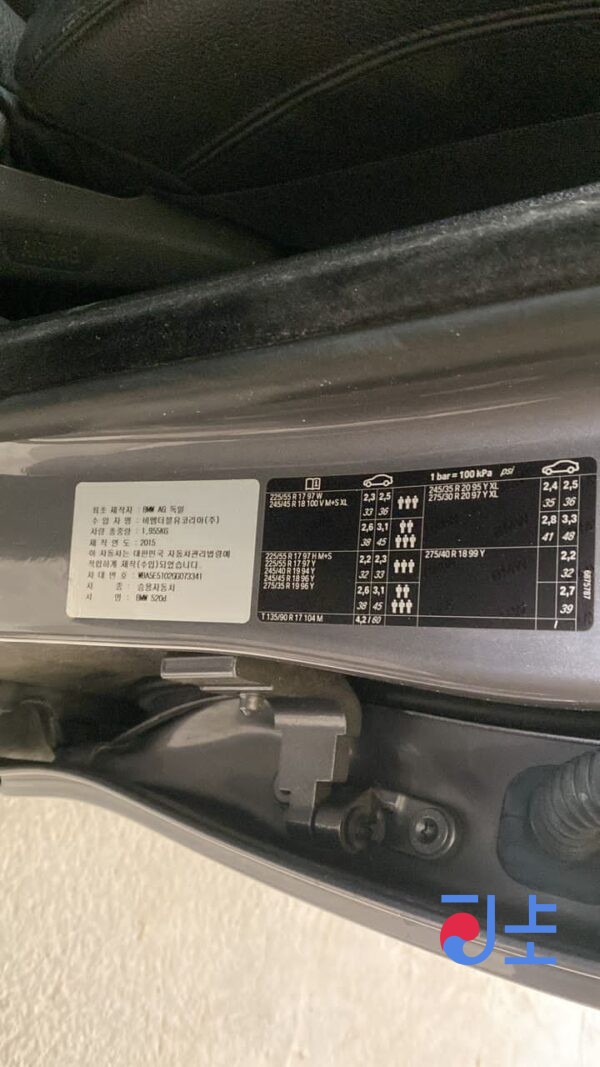 최초 제작자 : BMW AG 독일
수 입 자 명 : 비엠더블유코리아(주)
차량 총중량 : 1,955KG
제 작 연 도 : 2015
이 자동차는 대한민국 자동차관리법령에
적합하게 제작(수입)되었습니다.
차 대 번 호 : WBA5E5102GG073341
차 종 : 승용자동차
차 명 : BMW 520d
1 bar = 100 kPa psi
225/55 R 17 97 W
245/45 R 18 100 V M+S XL
2,3 2,5
33 36
2,6 3,1
38 45
245/35 R 20 95 Y XL
275/30 R 20 97 Y XL
2,4 2,5
35 36
2,8 3,3
41 48
225/55 R 17 97 H M+S
225/55 R 17 97 Y
245/40 R 19 94 Y
245/45 R 18 96 Y
275/35 R 19 96 Y
2,2 2,3
32 33
2,6 3,1
38 45
275/40 R 18 99 Y
2,2
32
2,7
39
T 135/90 R 17 104 M
4,2 / 60
/
6875787